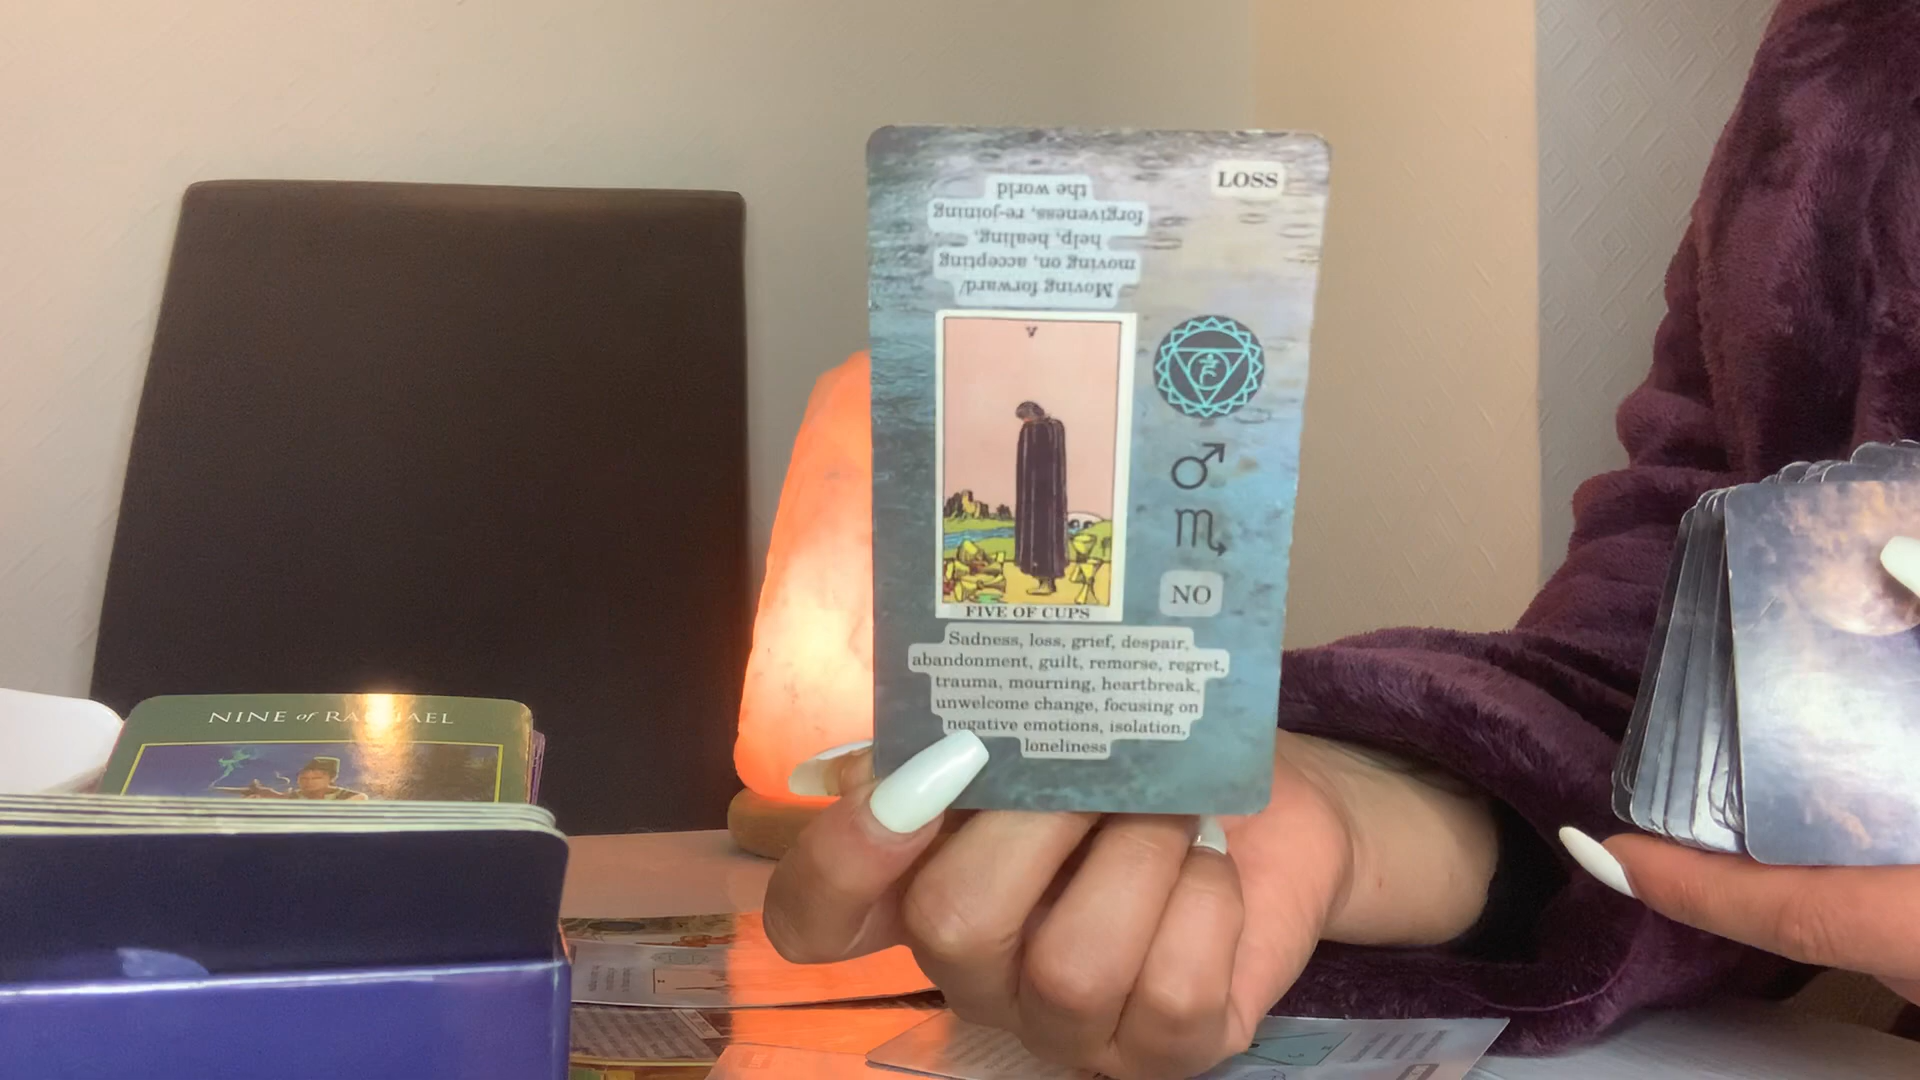 LOSS
Moving forward/
moving on, accepting
help, healing,
forgiveness, re-joining
the world
V
FIVE OF CUPS
NO
Sadness, loss, grief, despair,
abandonment, guilt, remorse, regret,
trauma, mourning, heartbreak,
unwelcome change, focusing on
negative emotions, isolation,
loneliness
NINE of RAPHAEL